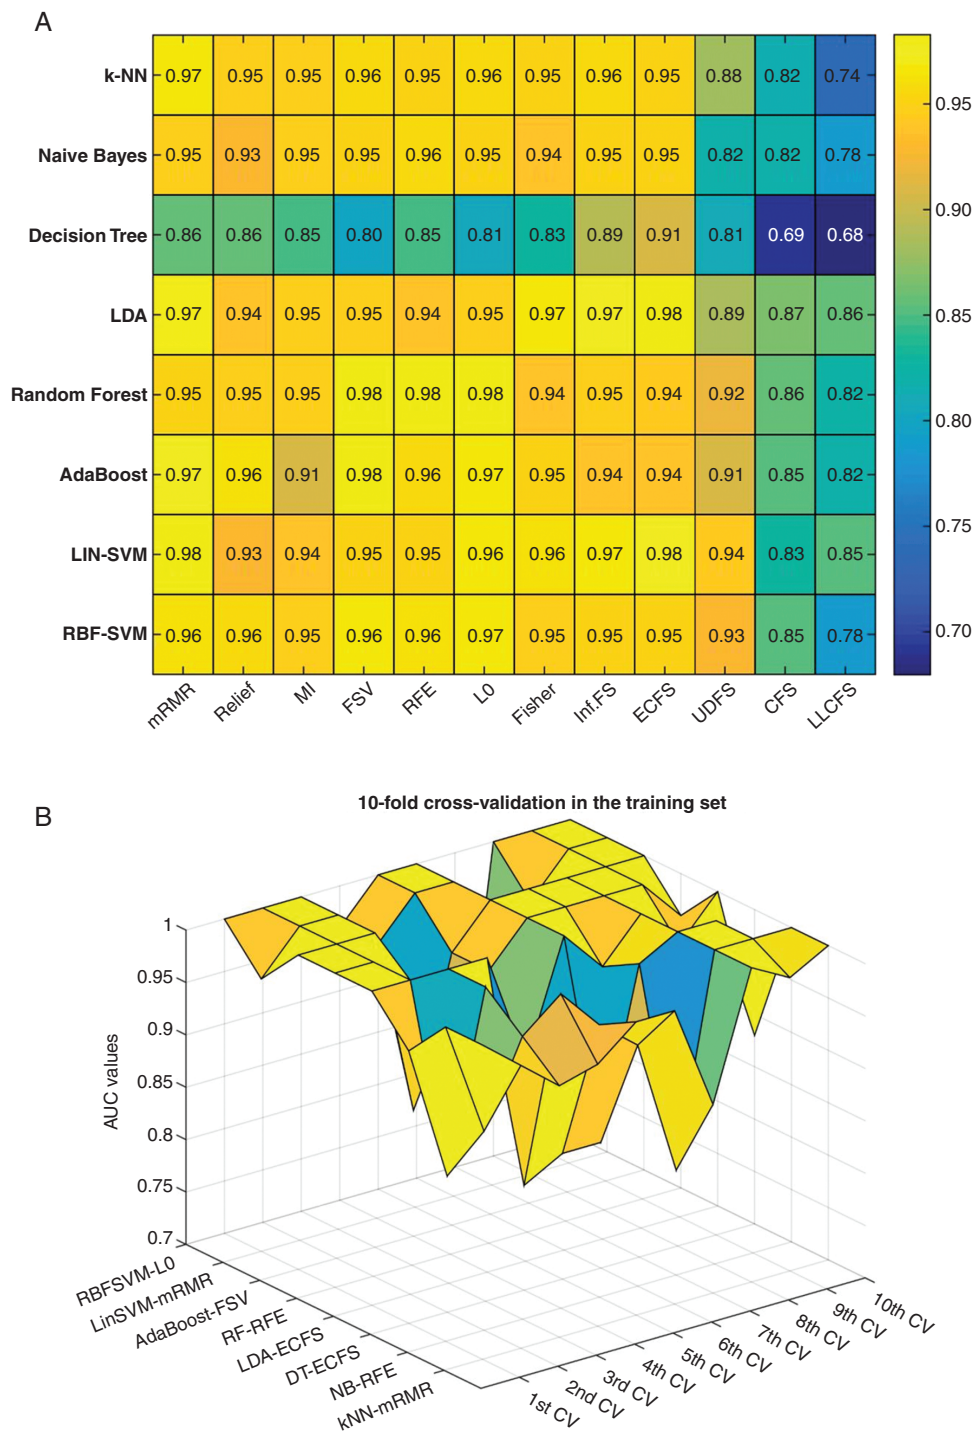 A
k-NN 0.97 0.95 0.95 0.96 0.95 0.96 0.95 0.96 0.95 0.88 0.82 0.74
0.95
Naive Bayes 0.95 0.93 0.95 0.95 0.96 0.95 0.94 0.95 0.95 0.82 0.82 0.78
0.90
Decision Tree 0.86 0.86 0.85 0.80 0.85 0.81 0.83 0.89 0.91 0.81 0.69 0.68
LDA 0.97 0.94 0.95 0.95 0.94 0.95 0.97 0.97 0.98 0.89 0.87 0.86
0.85
Random Forest 0.95 0.95 0.95 0.98 0.98 0.98 0.94 0.95 0.94 0.92 0.86 0.82
0.80
AdaBoost 0.97 0.96 0.91 0.98 0.96 0.97 0.95 0.94 0.94 0.91 0.85 0.82
0.75
LIN-SVM 0.98 0.93 0.94 0.95 0.95 0.96 0.96 0.97 0.98 0.94 0.83 0.85
RBF-SVM 0.96 0.96 0.95 0.96 0.96 0.97 0.95 0.95 0.95 0.93 0.85 0.78
0.70
mRMR Relief MI FSV RFE L0 Fisher Inf.FS ECFS UDFS CFS LLCFS
B
10-fold cross-validation in the training set
1
0.95
0.9
0.85
0.8
0.75
0.7
AUC values
RBFSVM-L0
LinSVM-mRMR
AdaBoost-FSV
RF-RFE
LDA-ECFS
DT-ECFS
NB-RFE
kNN-mRMR
1st CV
2nd CV
3rd CV
4th CV
5th CV
6th CV
7th CV
8th CV
9th CV
10th CV